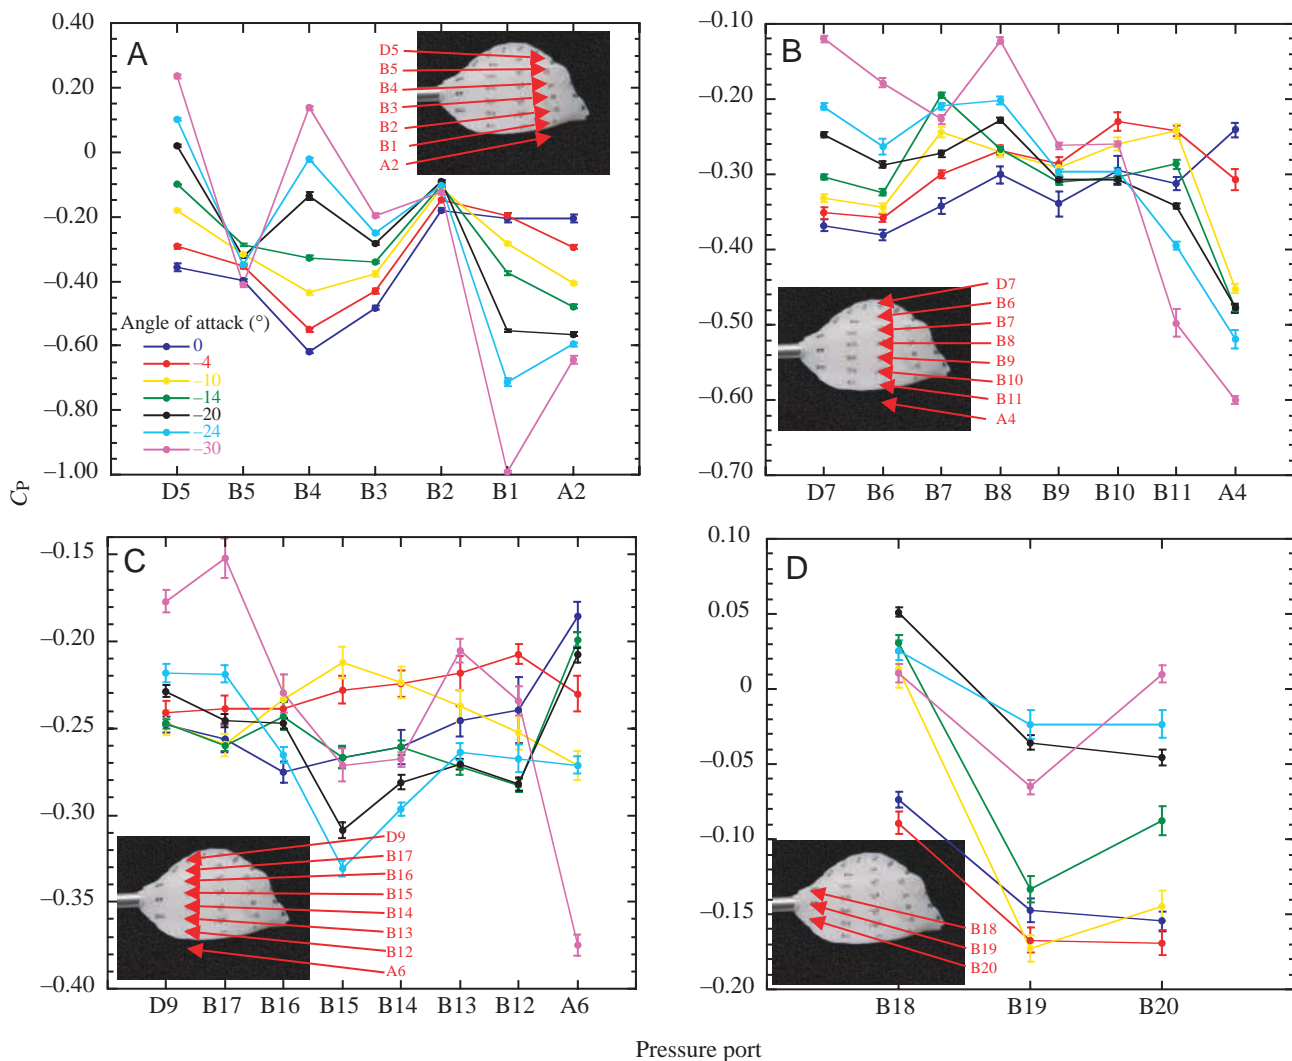 A
0.40
0.20
0
–0.20
–0.40
–0.60
–0.80
–1.00
D5
B5
B4
B3
B2
B1
A2
Angle of attack (°)
0
–4
–10
–14
–20
–24
–30
D5 B5 B4 B3 B2 B1 A2
B
–0.10
–0.20
–0.30
–0.40
–0.50
–0.60
–0.70
D7
B6
B7
B8
B9
B10
B11
A4
D7 B6 B7 B8 B9 B10 B11 A4
CP
C
–0.15
–0.20
–0.25
–0.30
–0.35
–0.40
D9
B17
B16
B15
B14
B13
B12
A6
D9 B17 B16 B15 B14 B13 B12 A6
D
0.10
0.05
0
–0.05
–0.10
–0.15
–0.20
B18
B19
B20
B18 B19 B20
Pressure port